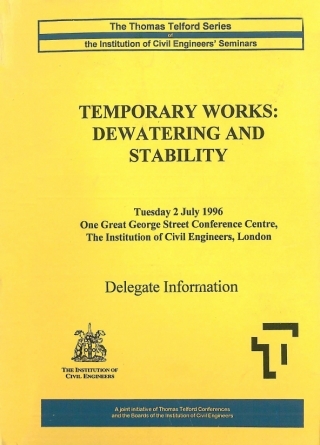 The Thomas Telford Series
of
the Institution of Civil Engineers' Seminars
TEMPORARY WORKS:
DEWATERING AND
STABILITY
Tuesday 2 July 1996
One Great George Street Conference Centre,
The Institution of Civil Engineers, London
Delegate Information
THE INSTITUTION OF
CIVIL ENGINEERS
A joint initiative of Thomas Telford Conferences
and the Boards of the Institution of Civil Engineers